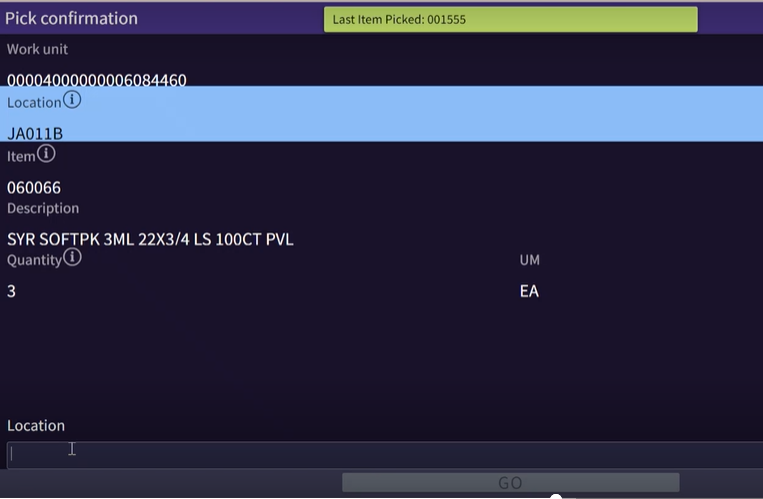 Pick confirmation
Last Item Picked: 001555
Work unit
00004000000006084460
Location
JA011B
Item
060066
Description
SYR SOFTPK 3ML 22X3/4 LS 100CT PVL
Quantity UM
3 EA
Location
GO